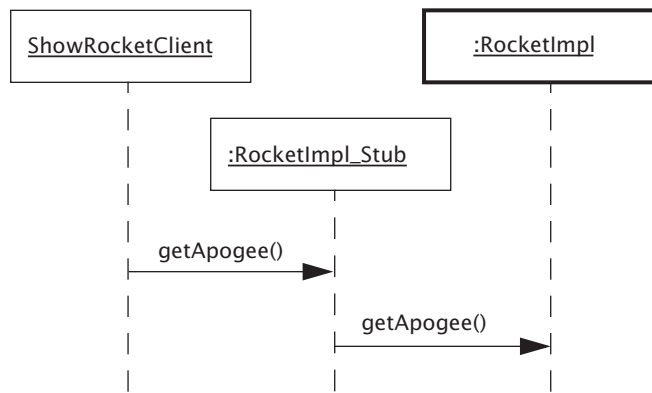 ShowRocketClient
:RocketImpl
:RocketImpl_Stub
getApogee()
getApogee()